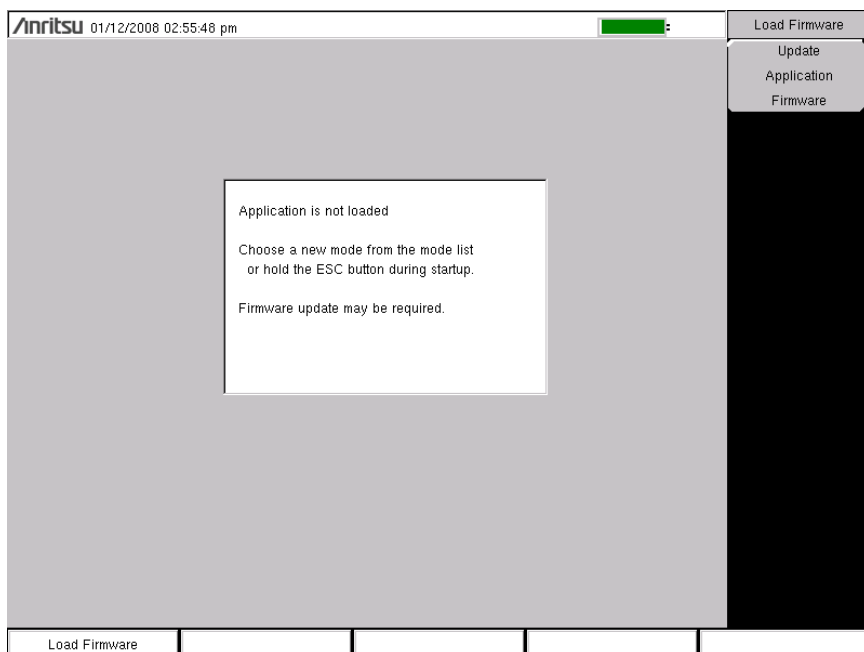 Anritsu 01/12/2008 02:55:48 pm
Load Firmware
Update
Application
Firmware
Application is not loaded
Choose a new mode from the mode list
or hold the ESC button during startup.
Firmware update may be required.
Load Firmware